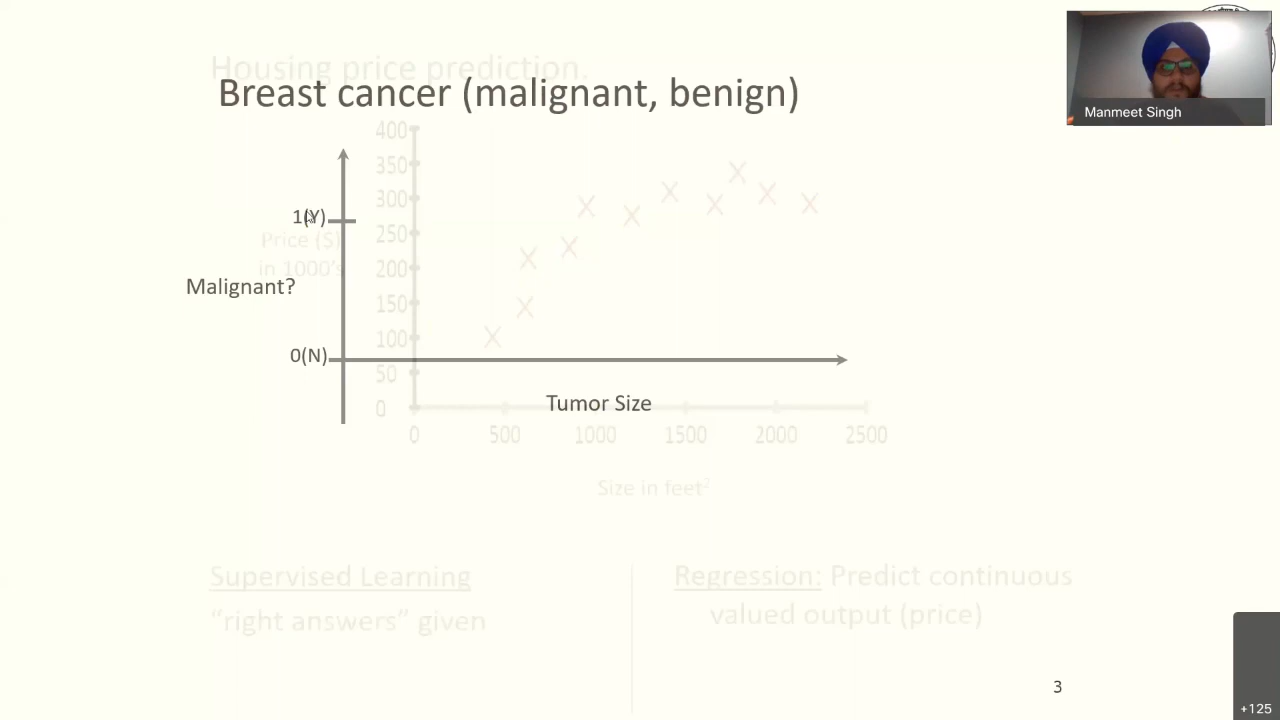 Housing price prediction.
Breast cancer (malignant, benign)
Manmeet Singh
400
350
300
250
200
150
100
50
0
1(Y)
Price ($)
in 1000's
Malignant?
0(N)
Tumor Size
0 500 1000 1500 2000 2500
Size in feet²
Supervised Learning
"right answers" given
Regression: Predict continuous
valued output (price)
3
+125